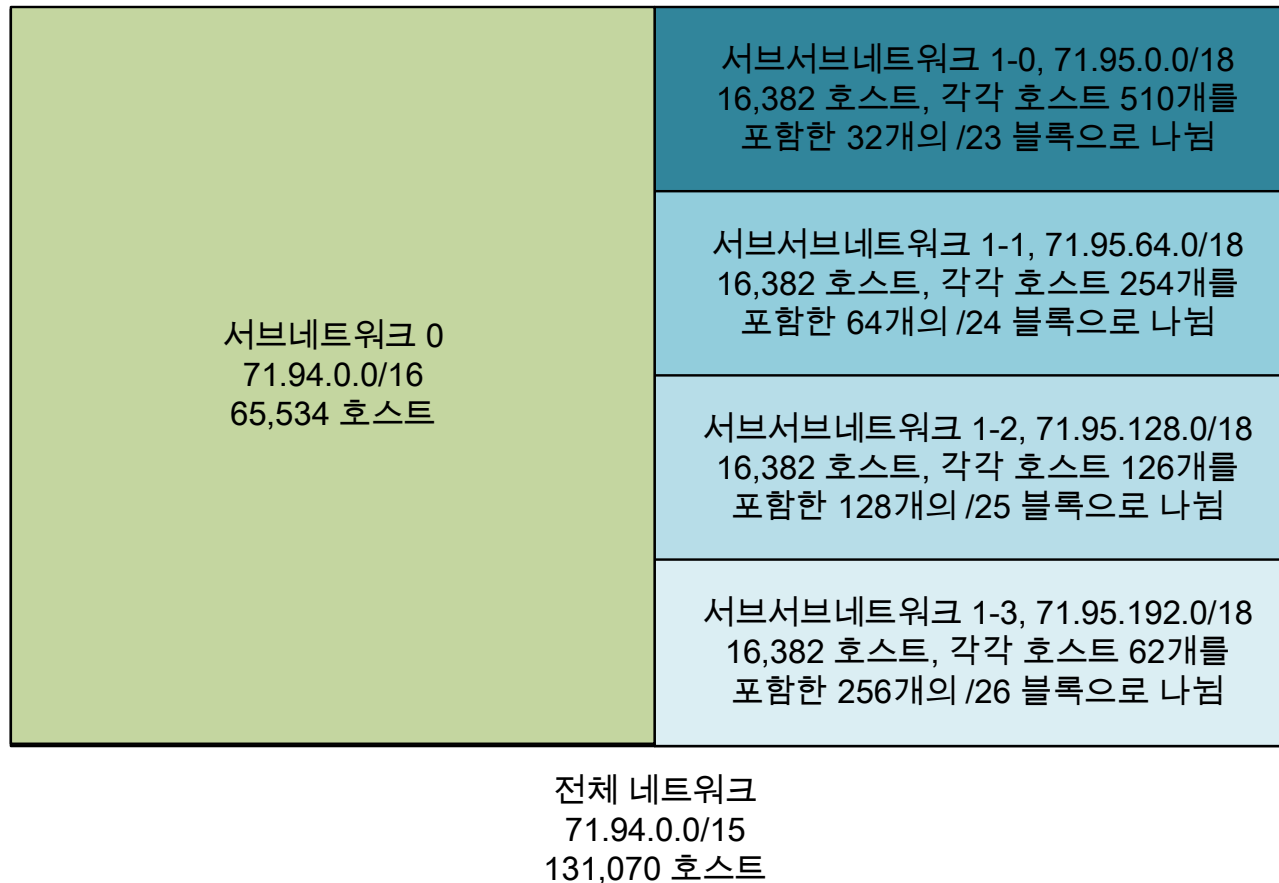 서브네트워크 0
71.94.0.0/16
65,534 호스트
서브서브네트워크 1-0, 71.95.0.0/18
16,382 호스트, 각각 호스트 510개를
포함한 32개의 /23 블록으로 나뉨
서브서브네트워크 1-1, 71.95.64.0/18
16,382 호스트, 각각 호스트 254개를
포함한 64개의 /24 블록으로 나뉨
서브서브네트워크 1-2, 71.95.128.0/18
16,382 호스트, 각각 호스트 126개를
포함한 128개의 /25 블록으로 나뉨
서브서브네트워크 1-3, 71.95.192.0/18
16,382 호스트, 각각 호스트 62개를
포함한 256개의 /26 블록으로 나뉨
전체 네트워크
71.94.0.0/15
131,070 호스트